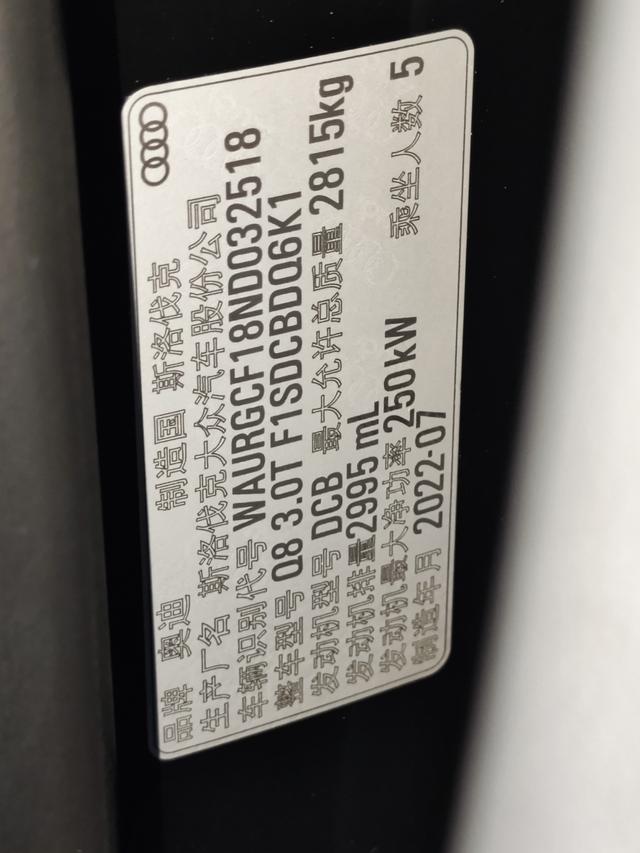 品牌 奥迪 制造国 斯洛伐克
生产厂名 斯洛伐克大众汽车股份公司
车辆识别代号 WAURGCF18ND032518
整车型号 Q8 3.0T F1SDCBDQ6K1
发动机型号 DCB 最大允许总质量 2815kg
发动机排量 2995 mL
发动机最大净功率 250kW 乘坐人数 5
制造年月 2022-07